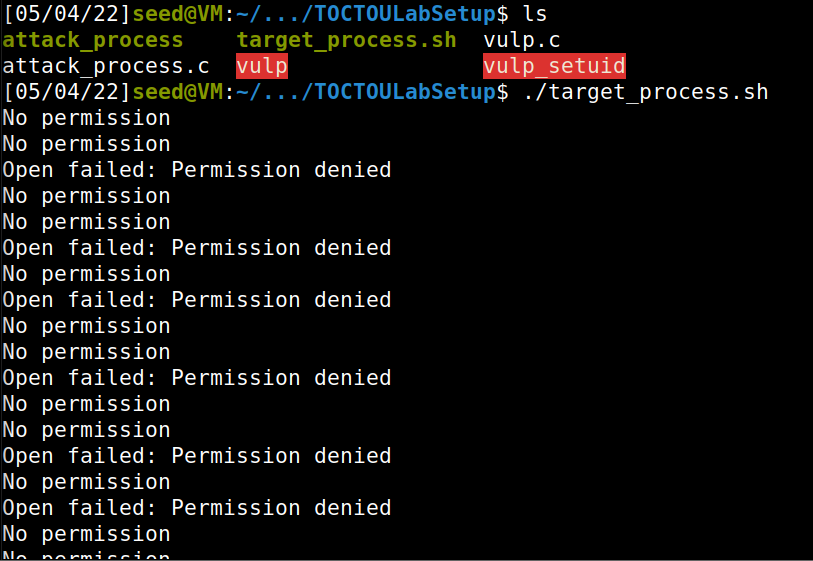 [05/04/22]seed@VM:~/.../TOCTOULabSetup$ ls
attack_process    target_process.sh  vulp.c
attack_process.c  vulp               vulp_setuid
[05/04/22]seed@VM:~/.../TOCTOULabSetup$ ./target_process.sh
No permission
No permission
Open failed: Permission denied
No permission
No permission
Open failed: Permission denied
No permission
Open failed: Permission denied
No permission
No permission
Open failed: Permission denied
No permission
No permission
Open failed: Permission denied
No permission
Open failed: Permission denied
No permission
No permission